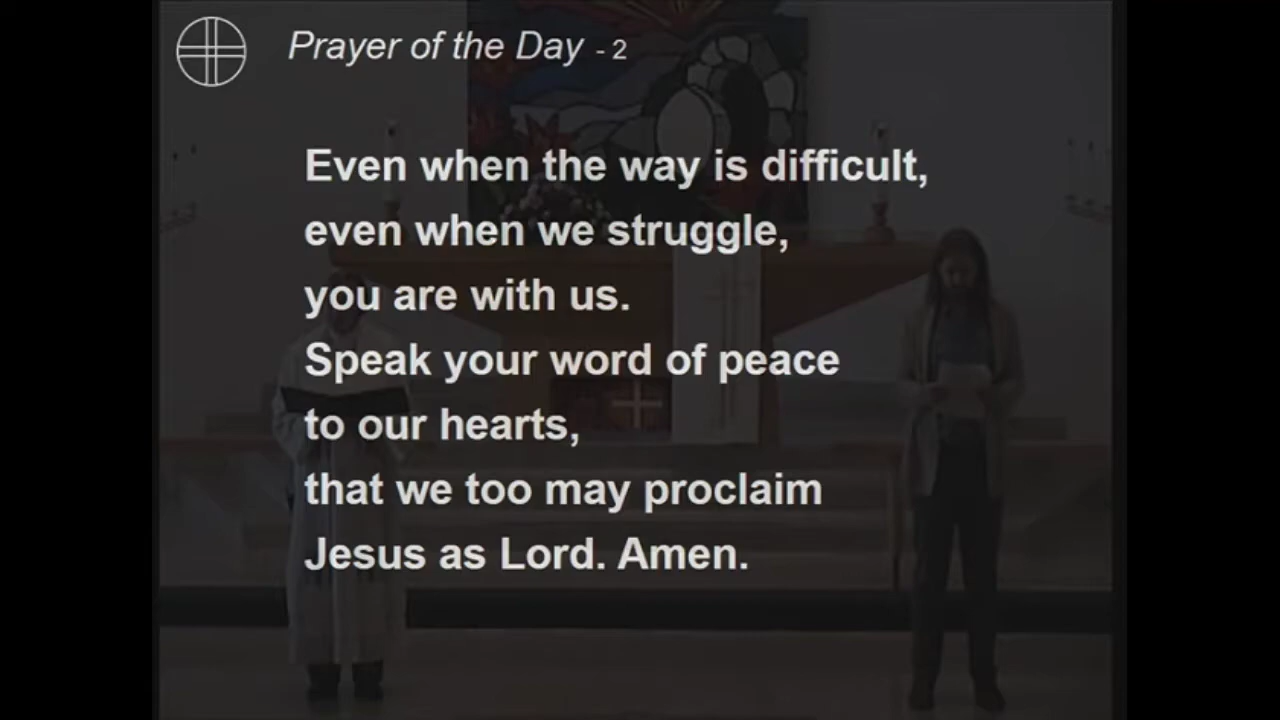 Prayer of the Day - 2
Even when the way is difficult,
even when we struggle,
you are with us.
Speak your word of peace
to our hearts,
that we too may proclaim
Jesus as Lord. Amen.